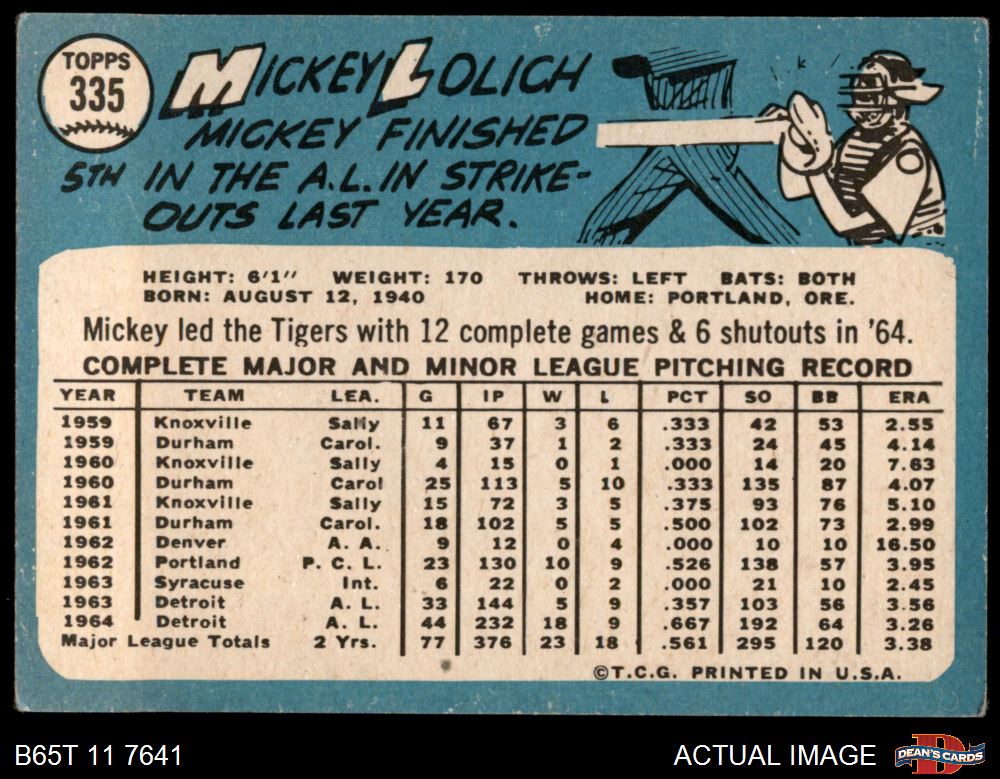 TOPPS
335
MICKEY LOLICH
MICKEY FINISHED
5TH IN THE A.L. IN STRIKE-
OUTS LAST YEAR.
HEIGHT: 6'1" WEIGHT: 170 THROWS: LEFT BATS: BOTH
BORN: AUGUST 12, 1940 HOME: PORTLAND, ORE.
Mickey led the Tigers with 12 complete games & 6 shutouts in '64.
COMPLETE MAJOR AND MINOR LEAGUE PITCHING RECORD
YEAR TEAM LEA. G IP W L PCT SO BB ERA
1959 Knoxville Sally 11 67 3 6 .333 42 53 2.55
1959 Durham Carol. 9 37 1 2 .333 24 45 4.14
1960 Knoxville Sally 4 15 0 1 .000 14 20 7.63
1960 Durham Carol 25 113 5 10 .333 135 87 4.07
1961 Knoxville Sally 15 72 3 5 .375 93 76 5.10
1961 Durham Carol. 18 102 5 5 .500 102 73 2.99
1962 Denver A. A. 9 12 0 4 .000 10 10 16.50
1962 Portland P. C. L. 23 130 10 9 .526 138 57 3.95
1963 Syracuse Int. 6 22 0 2 .000 21 10 2.45
1963 Detroit A. L. 33 144 5 9 .357 103 56 3.56
1964 Detroit A. L. 44 232 18 9 .667 192 64 3.26
Major League Totals 2 Yrs. 77 376 23 18 .561 295 120 3.38
©T.C.G. PRINTED IN U.S.A.
B65T 11 7641 ACTUAL IMAGE DEAN'S CARDS